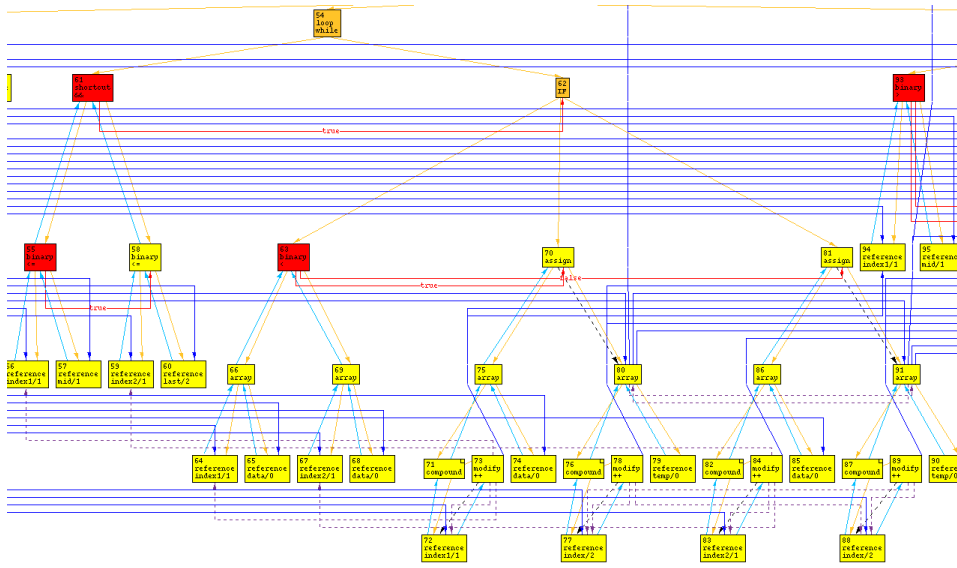 54
loop
while
61
shortcut
&&
62
IF
93
binary
>
true
55
binary
<=
58
binary
<=
63
binary
<
70
assign
81
assign
94
reference
index1/1
95
mid/1
false
true
true
56
index1/1
57
reference
mid/1
59
reference
index2/1
60
reference
last/2
66
array
69
array
75
array
80
array
86
array
91
array
64
reference
index1/1
65
reference
data/0
67
reference
index2/1
68
reference
data/0
71
compound
73
modify
++
74
reference
data/0
76
compound
78
modify
++
79
reference
temp/0
82
compound
84
modify
++
85
reference
data/0
87
compound
89
modify
++
90
temp/0
72
reference
index1/1
77
reference
index/2
83
reference
index2/1
88
reference
index/2